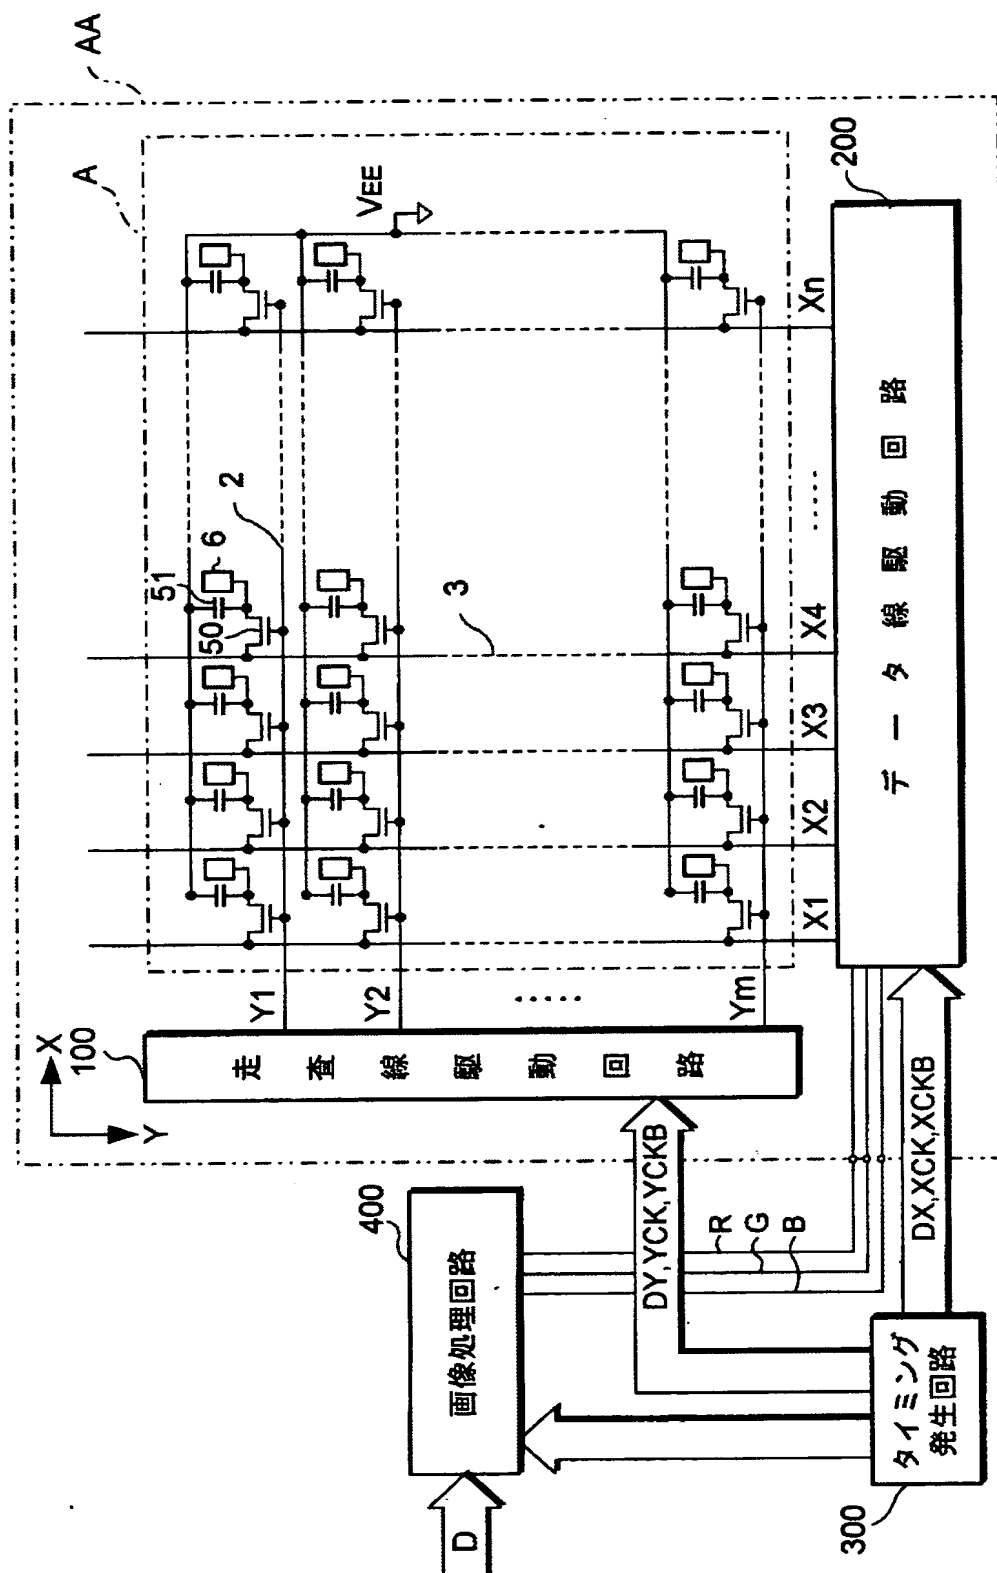 AA
A
X
Y
100
走査線駆動回路
Y1
Y2
.....
Ym
VEE
51
6
50
2
3
X1
X2
X3
X4
.....
Xn
200
データ線駆動回路
400
画像処理回路
D
DY,YCK,YCKB
R
G
B
DX,XCK,XCKB
300
タイミング
発生回路